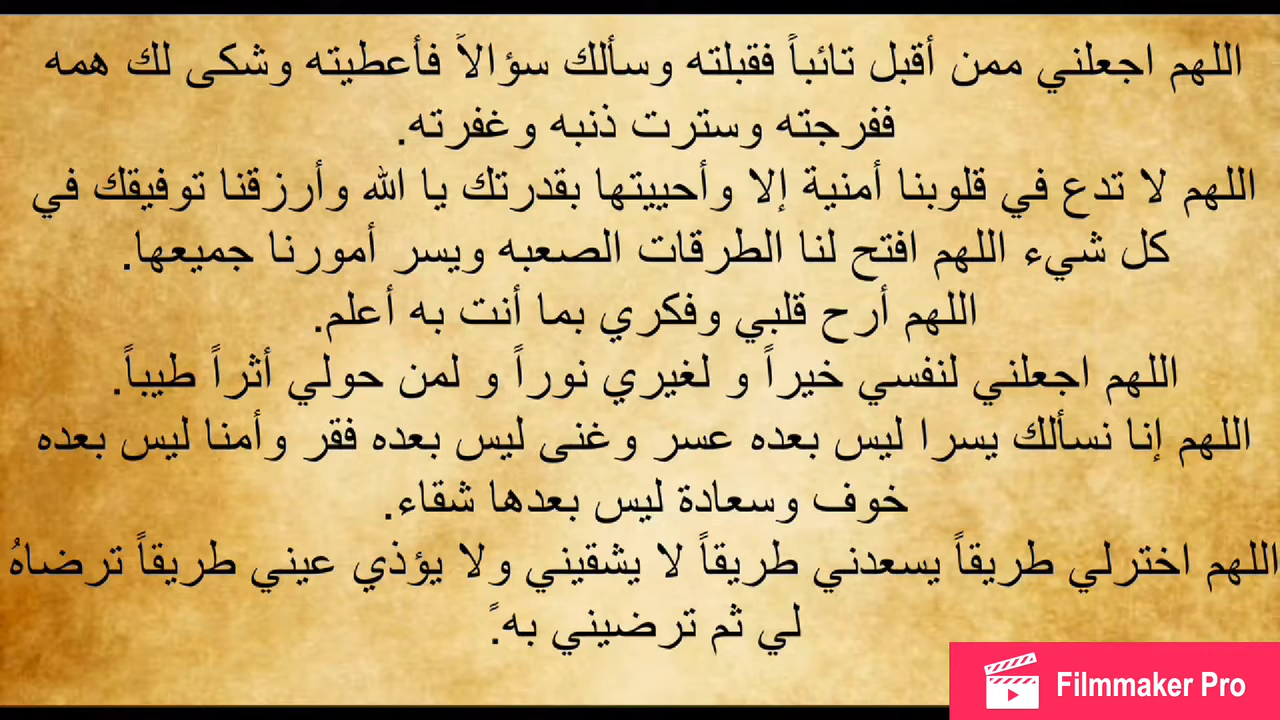 اللهم اجعلني ممن أقبل تائباً فقبلته وسألك سؤالاً فأعطيته وشكى لك همه
ففرجته وسترت ذنبه وغفرته.
اللهم لا تدع في قلوبنا أمنية إلا وأحييتها بقدرتك يا الله وأرزقنا توفيقك في
كل شيء اللهم افتح لنا الطرقات الصعبه ويسر أمورنا جميعها.
اللهم أرح قلبي وفكري بما أنت به أعلم.
اللهم اجعلني لنفسي خيراً و لغيري نوراً و لمن حولي أثراً طيباً.
اللهم إنا نسألك يسرا ليس بعده عسر وغنى ليس بعده فقر وأمنا ليس بعده
خوف وسعادة ليس بعدها شقاء.
اللهم اخترلي طريقاً يسعدني طريقاً لا يشقيني ولا يؤذي عيني طريقاً ترضاهُ
لي ثم ترضيني به.ً
Filmmaker Pro